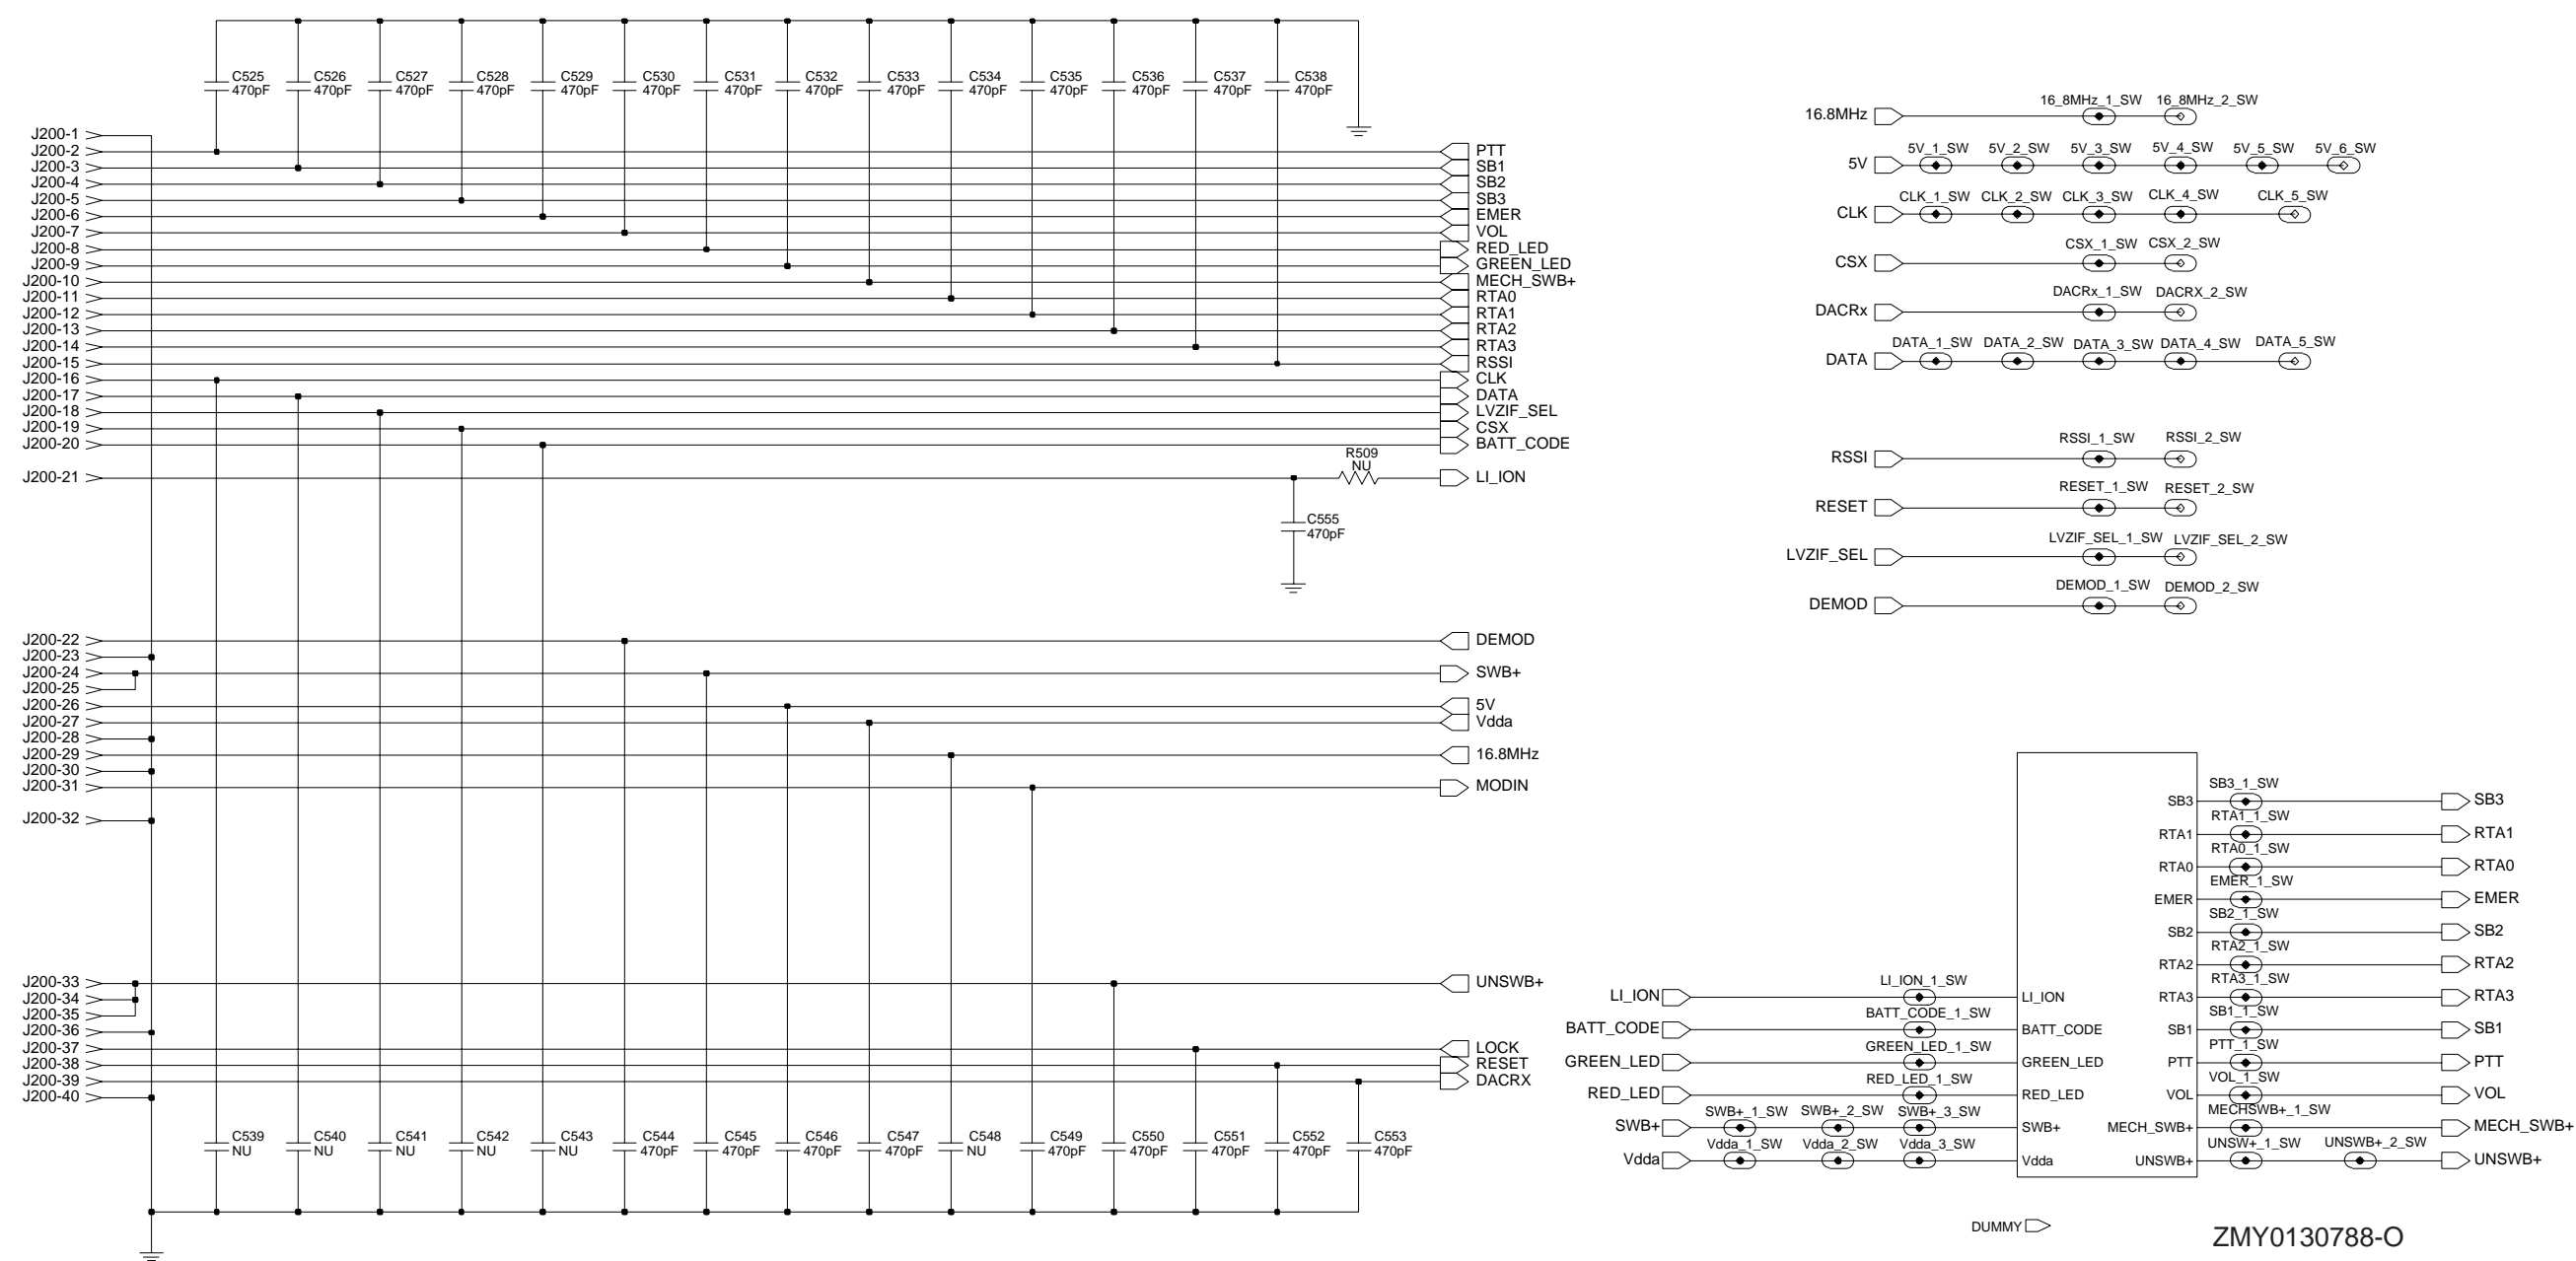 C525 C526 C527 C528 C529 C530 C531 C532 C533 C534 C535 C536 C537 C538
470pF 470pF 470pF 470pF 470pF 470pF 470pF 470pF 470pF 470pF 470pF 470pF 470pF 470pF
J200-1
J200-2 PTT
J200-3 SB1
J200-4 SB2
J200-5 SB3
J200-6 EMER
J200-7 VOL
J200-8 RED_LED
J200-9 GREEN_LED
J200-10 MECH_SWB+
J200-11 RTA0
J200-12 RTA1
J200-13 RTA2
J200-14 RTA3
J200-15 RSSI
J200-16 CLK
J200-17 DATA
J200-18 LVZIF_SEL
J200-19 CSX
J200-20 BATT_CODE
R509
NU
J200-21 LI_ION
C555
470pF
J200-22 DEMOD
J200-23
J200-24 SWB+
J200-25
J200-26 5V
J200-27 Vdda
J200-28
J200-29 16.8MHz
J200-30
J200-31 MODIN
J200-32
J200-33 UNSWB+
J200-34
J200-35
J200-36
J200-37 LOCK
J200-38 RESET
J200-39 DACRX
J200-40
C539 C540 C541 C542 C543 C544 C545 C546 C547 C548 C549 C550 C551 C552 C553
NU NU NU NU NU 470pF 470pF 470pF 470pF NU 470pF 470pF 470pF 470pF 470pF
16_8MHz_1_SW 16_8MHz_2_SW
16.8MHz
5V_1_SW 5V_2_SW 5V_3_SW 5V_4_SW 5V_5_SW 5V_6_SW
5V
CLK_1_SW CLK_2_SW CLK_3_SW CLK_4_SW CLK_5_SW
CLK
CSX_1_SW CSX_2_SW
CSX
DACRx_1_SW DACRX_2_SW
DACRx
DATA_1_SW DATA_2_SW DATA_3_SW DATA_4_SW DATA_5_SW
DATA
RSSI_1_SW RSSI_2_SW
RSSI
RESET_1_SW RESET_2_SW
RESET
LVZIF_SEL_1_SW LVZIF_SEL_2_SW
LVZIF_SEL
DEMOD_1_SW DEMOD_2_SW
DEMOD
SB3_1_SW
SB3 SB3
RTA1_1_SW
RTA1 RTA1
RTA0_1_SW
RTA0 RTA0
EMER_1_SW
EMER EMER
SB2_1_SW
SB2 SB2
RTA2_1_SW
RTA2 RTA2
LI_ION_1_SW RTA3_1_SW
LI_ION LI_ION RTA3 RTA3
BATT_CODE_1_SW SB1_1_SW
BATT_CODE BATT_CODE SB1 SB1
GREEN_LED_1_SW PTT_1_SW
GREEN_LED GREEN_LED PTT PTT
RED_LED_1_SW VOL_1_SW
RED_LED RED_LED VOL VOL
SWB+_1_SW SWB+_2_SW SWB+_3_SW MECHSWB+_1_SW
SWB+ SWB+ MECH_SWB+ MECH_SWB+
Vdda_1_SW Vdda_2_SW Vdda_3_SW UNSW+_1_SW UNSWB+_2_SW
Vdda Vdda UNSWB+ UNSWB+
DUMMY
ZMY0130788-O